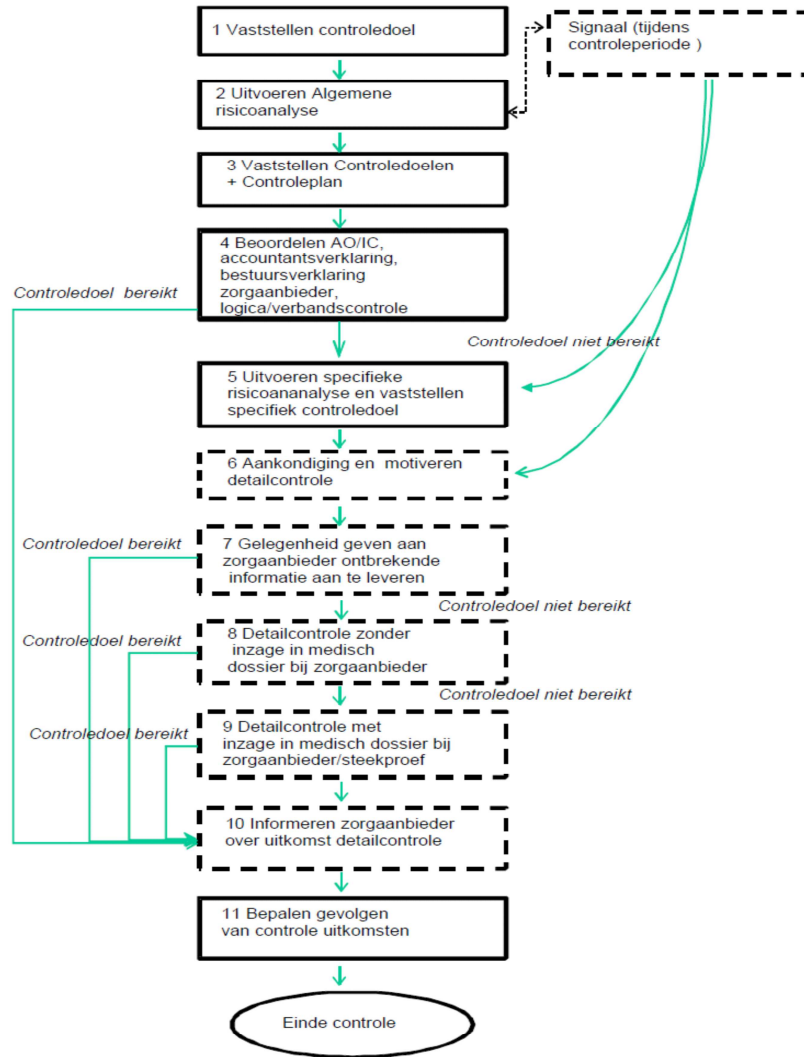 1 Vaststellen controledoel
Signaal (tijdens
controleperiode )
2 Uitvoeren Algemene
risicoanalyse
3 Vaststellen Controledoelen
+ Controleplan
4 Beoordelen AO/IC,
accountantsverklaring,
bestuursverklaring
zorgaanbieder,
logica/verbandscontrole
Controledoel bereikt
Controledoel niet bereikt
5 Uitvoeren specifieke
risicoananalyse en vaststellen
specifiek controledoel
6 Aankondiging en motiveren
detailcontrole
Controledoel bereikt
7 Gelegenheid geven aan
zorgaanbieder ontbrekende
informatie aan te leveren
Controledoel niet bereikt
Controledoel bereikt
8 Detailcontrole zonder
inzage in medisch
dossier bij zorgaanbieder
Controledoel niet bereikt
Controledoel bereikt
9 Detailcontrole met
inzage in medisch dossier bij
zorgaanbieder/steekproef
10 Informeren zorgaanbieder
over uitkomst detailcontrole
11 Bepalen gevolgen
van controle uitkomsten
Einde controle